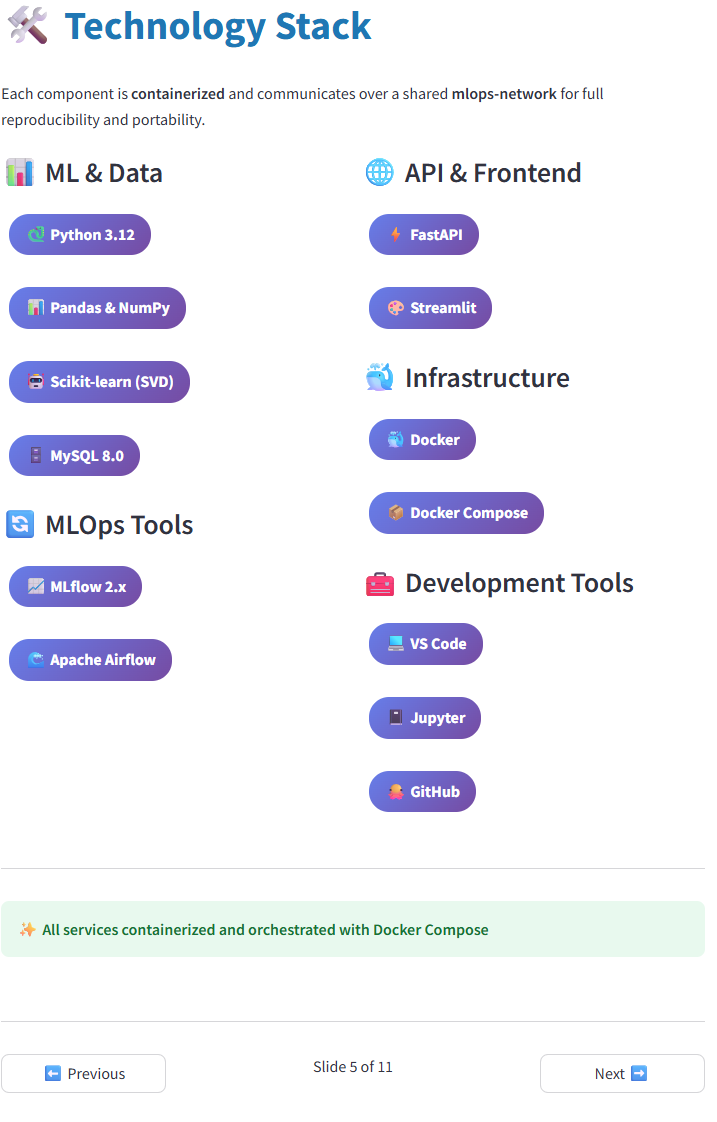 Technology Stack
Each component is containerized and communicates over a shared mlops-network for full
reproducibility and portability.
ML & Data
Python 3.12
Pandas & NumPy
Scikit-learn (SVD)
MySQL 8.0
MLOps Tools
MLflow 2.x
Apache Airflow
API & Frontend
FastAPI
Streamlit
Infrastructure
Docker
Docker Compose
Development Tools
VS Code
Jupyter
GitHub
All services containerized and orchestrated with Docker Compose
Previous
Slide 5 of 11
Next